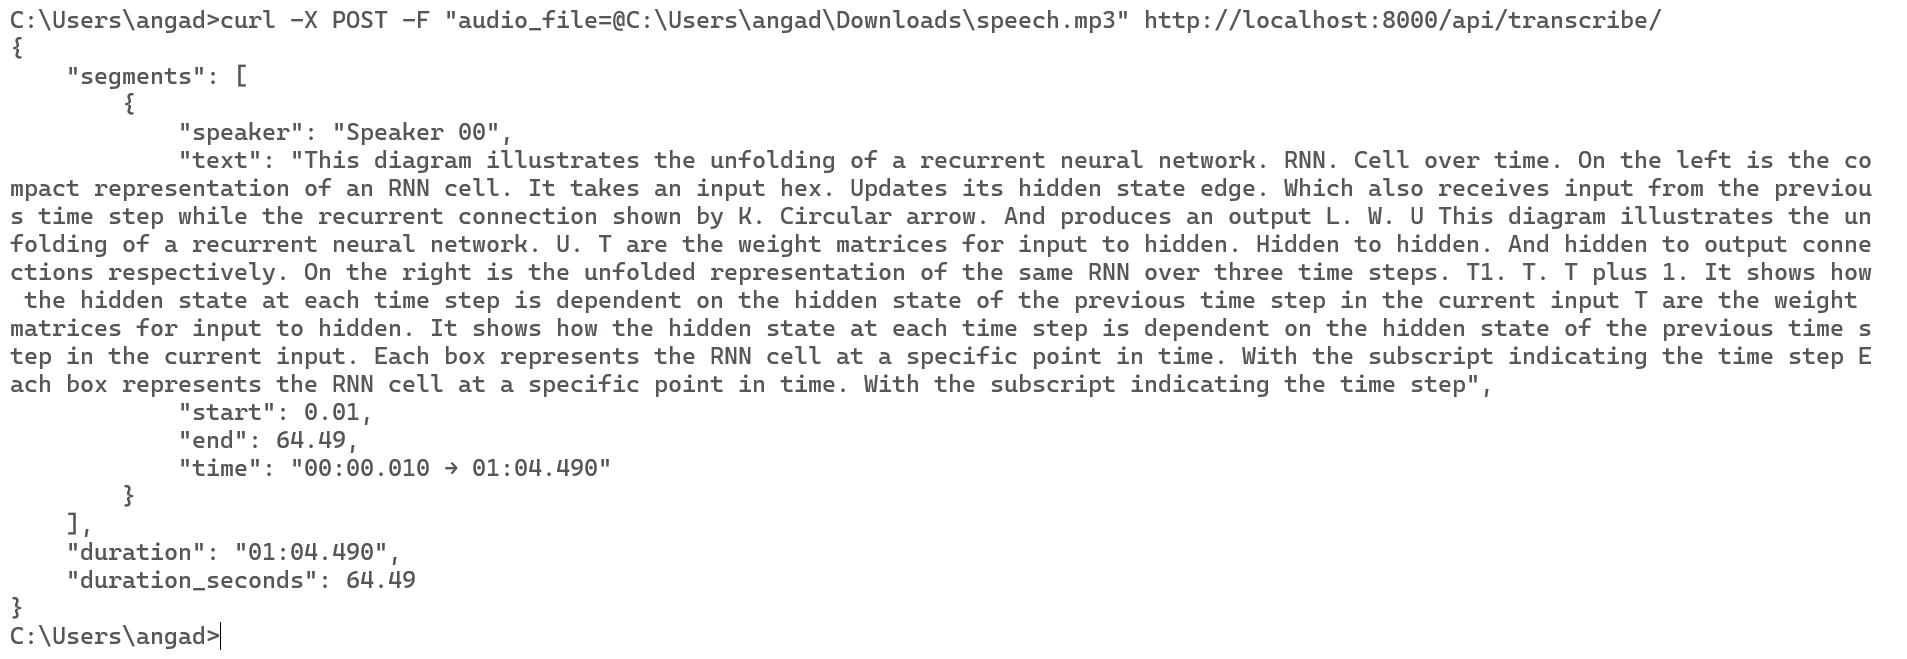 C:\Users\angad>curl -X POST -F "audio_file=@C:\Users\angad\Downloads\speech.mp3" http://localhost:8000/api/transcribe/
{
    "segments": [
        {
            "speaker": "Speaker 00",
            "text": "This diagram illustrates the unfolding of a recurrent neural network. RNN. Cell over time. On the left is the co
mpact representation of an RNN cell. It takes an input hex. Updates its hidden state edge. Which also receives input from the previou
s time step while the recurrent connection shown by K. Circular arrow. And produces an output L. W. U This diagram illustrates the un
folding of a recurrent neural network. U. T are the weight matrices for input to hidden. Hidden to hidden. And hidden to output conne
ctions respectively. On the right is the unfolded representation of the same RNN over three time steps. T1. T. T plus 1. It shows how
 the hidden state at each time step is dependent on the hidden state of the previous time step in the current input T are the weight
matrices for input to hidden. It shows how the hidden state at each time step is dependent on the hidden state of the previous time s
tep in the current input. Each box represents the RNN cell at a specific point in time. With the subscript indicating the time step E
ach box represents the RNN cell at a specific point in time. With the subscript indicating the time step",
            "start": 0.01,
            "end": 64.49,
            "time": "00:00.010 → 01:04.490"
        }
    ],
    "duration": "01:04.490",
    "duration_seconds": 64.49
}
C:\Users\angad>